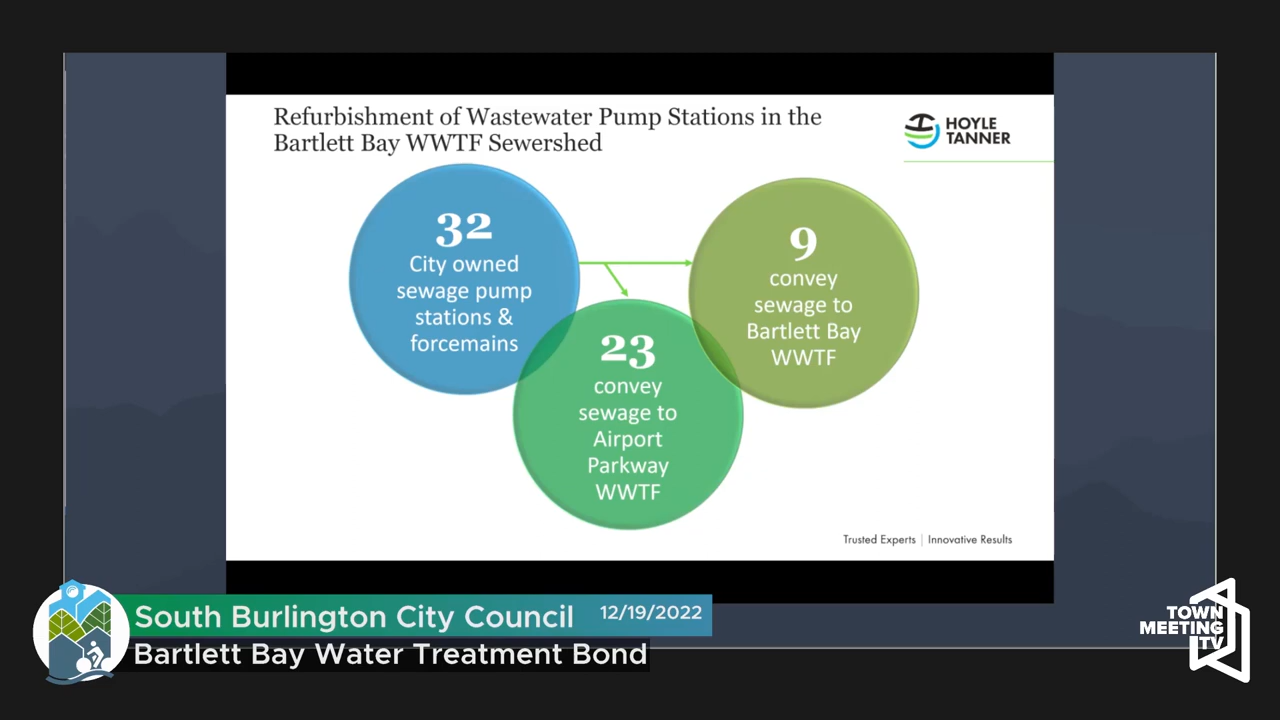 Refurbishment of Wastewater Pump Stations in the
Bartlett Bay WWTF Sewershed
HOYLE
TANNER
32
City owned
sewage pump
stations &
forcemains
9
convey
sewage to
Bartlett Bay
WWTF
23
convey
sewage to
Airport
Parkway
WWTF
Trusted Experts | Innovative Results
South Burlington City Council 12/19/2022
Bartlett Bay Water Treatment Bond
TOWN
MEETING
TV